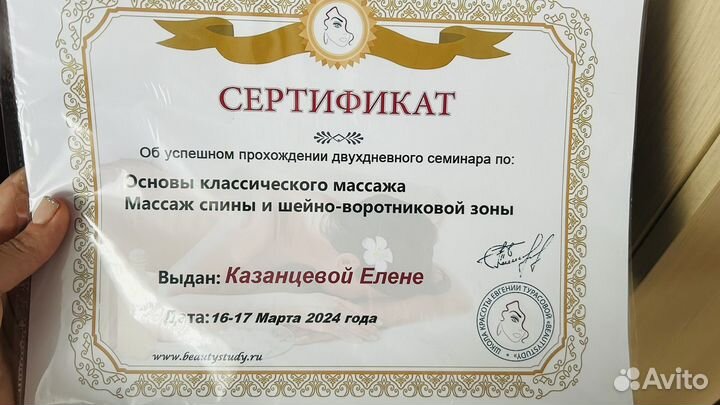 СЕРТИФИКАТ
Об успешном прохождении двухдневного семинара по:
Основы классического массажа
Массаж спины и шейно-воротниковой зоны
Выдан: Казанцевой Елене
Дата:16-17 Марта 2024 года
www.beautystudy.ru
ШКОЛА КРАСОТЫ ЕВГЕНИИ ТУРАСОВОЙ «BEAUTYSTUDY»
Avito